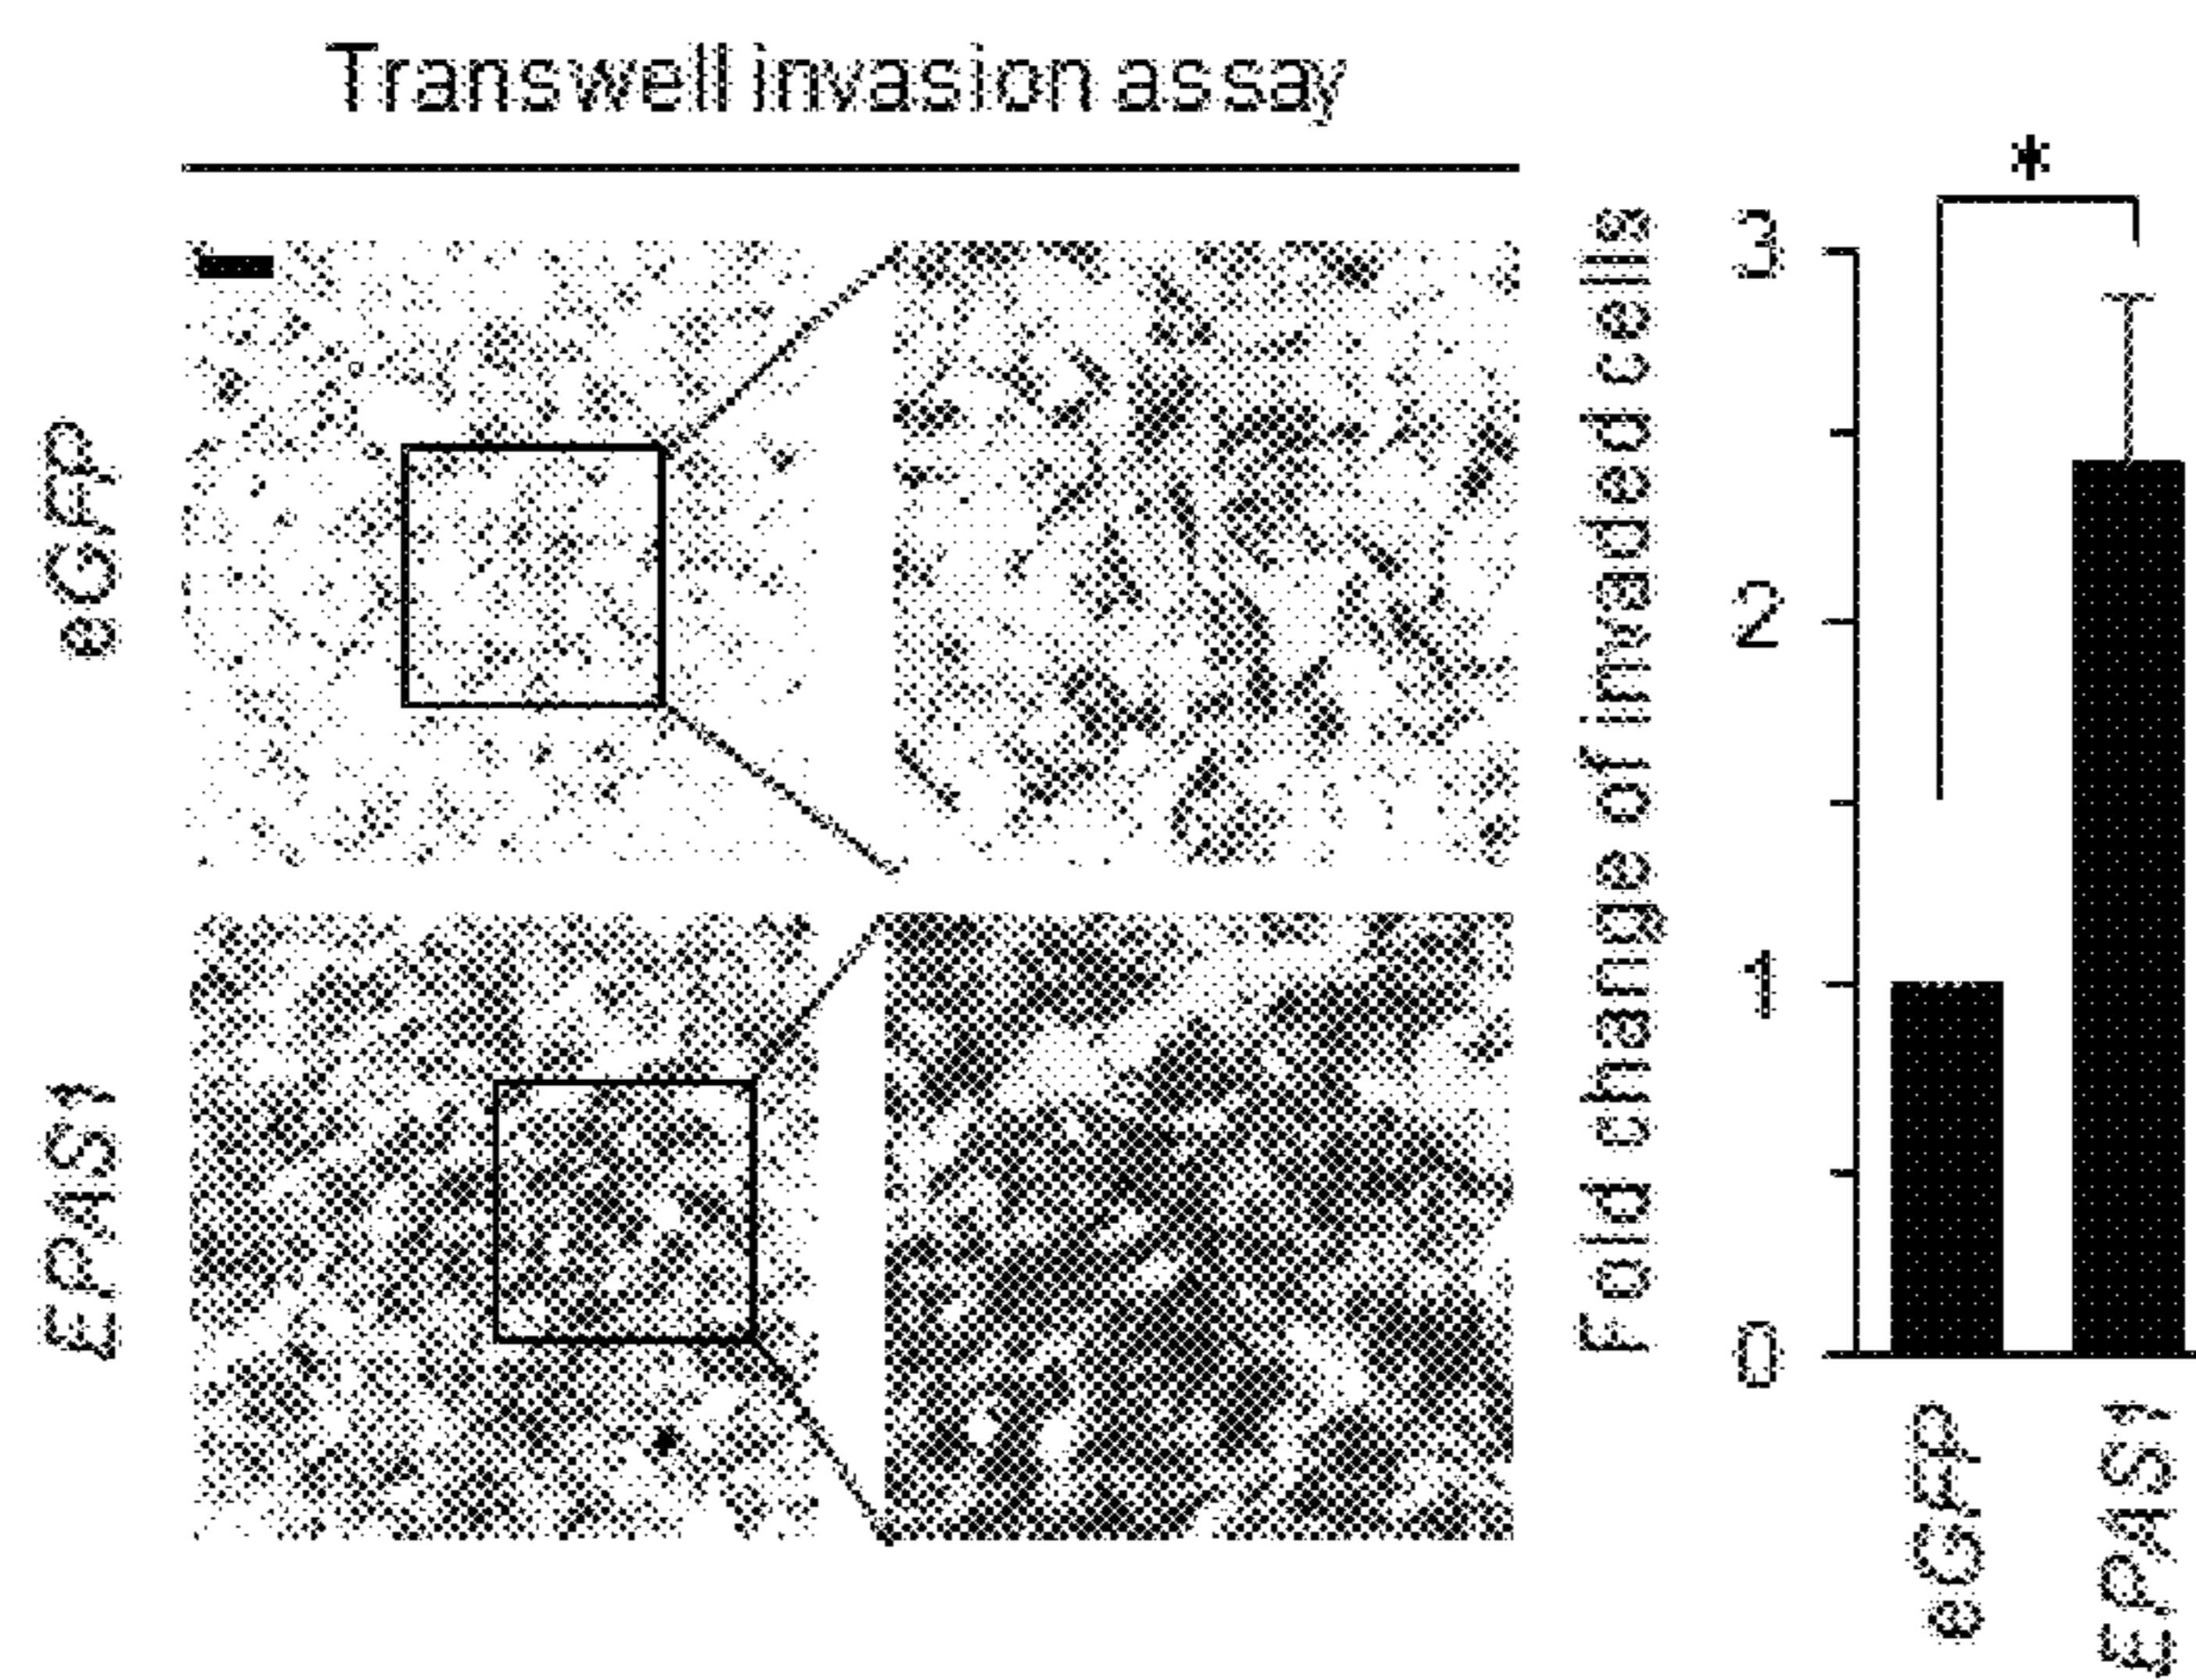 Transwell invasion assay
eGFP
EPAS1
Fold change of invaded cells
3
2
1
0
*
eGFP
EPAS1